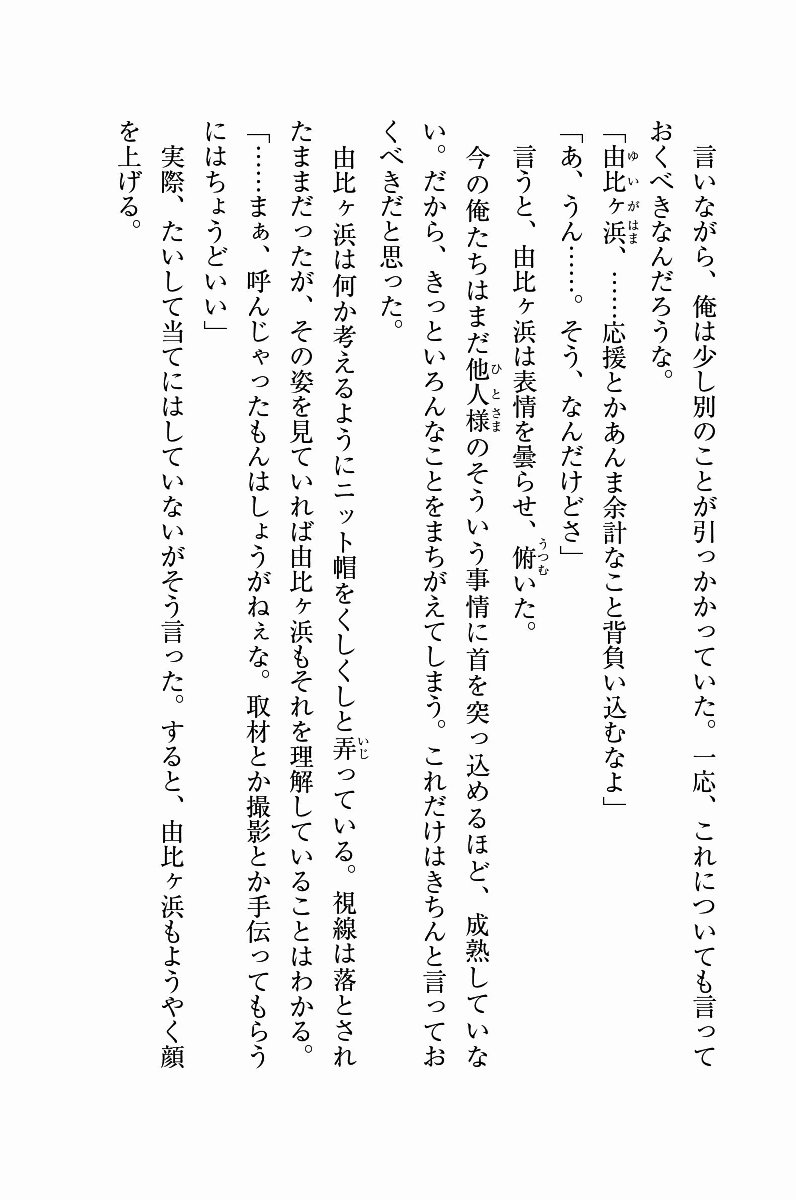 言いながら、俺は少し別のことが引っかかっていた。一応、これについても言って
おくべきなんだろうな。
「由比ヶ浜、……応援とかあんま余計なこと背負い込むなよ」
「あ、うん……。そう、なんだけどさ」
言うと、由比ヶ浜は表情を曇らせ、俯いた。
今の俺たちはまだ他人様のそういう事情に首を突っ込めるほど、成熟していな
い。だから、きっといろんなことをまちがえてしまう。これだけはきちんと言ってお
くべきだと思った。
由比ヶ浜は何か考えるようにニット帽をくしくしと弄っている。視線は落とされ
たままだったが、その姿を見ていれば由比ヶ浜もそれを理解していることはわかる。
「……まぁ、呼んじゃったもんはしょうがねぇな。取材とか撮影とか手伝ってもらう
にはちょうどいい」
実際、たいして当てにはしていないがそう言った。すると、由比ヶ浜もようやく顔
を上げる。